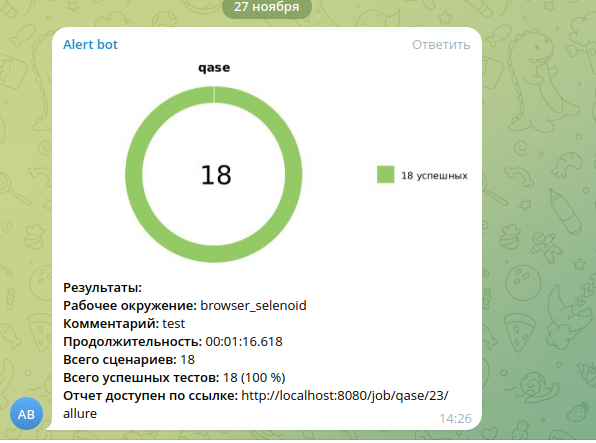 27 ноября
Alert bot
Ответить
qase
18
18 успешных
Результаты:
Рабочее окружение: browser_selenoid
Комментарий: test
Продолжительность: 00:01:16.618
Всего сценариев: 18
Всего успешных тестов: 18 (100 %)
Отчет доступен по ссылке: http://localhost:8080/job/qase/23/
allure
AB
14:26